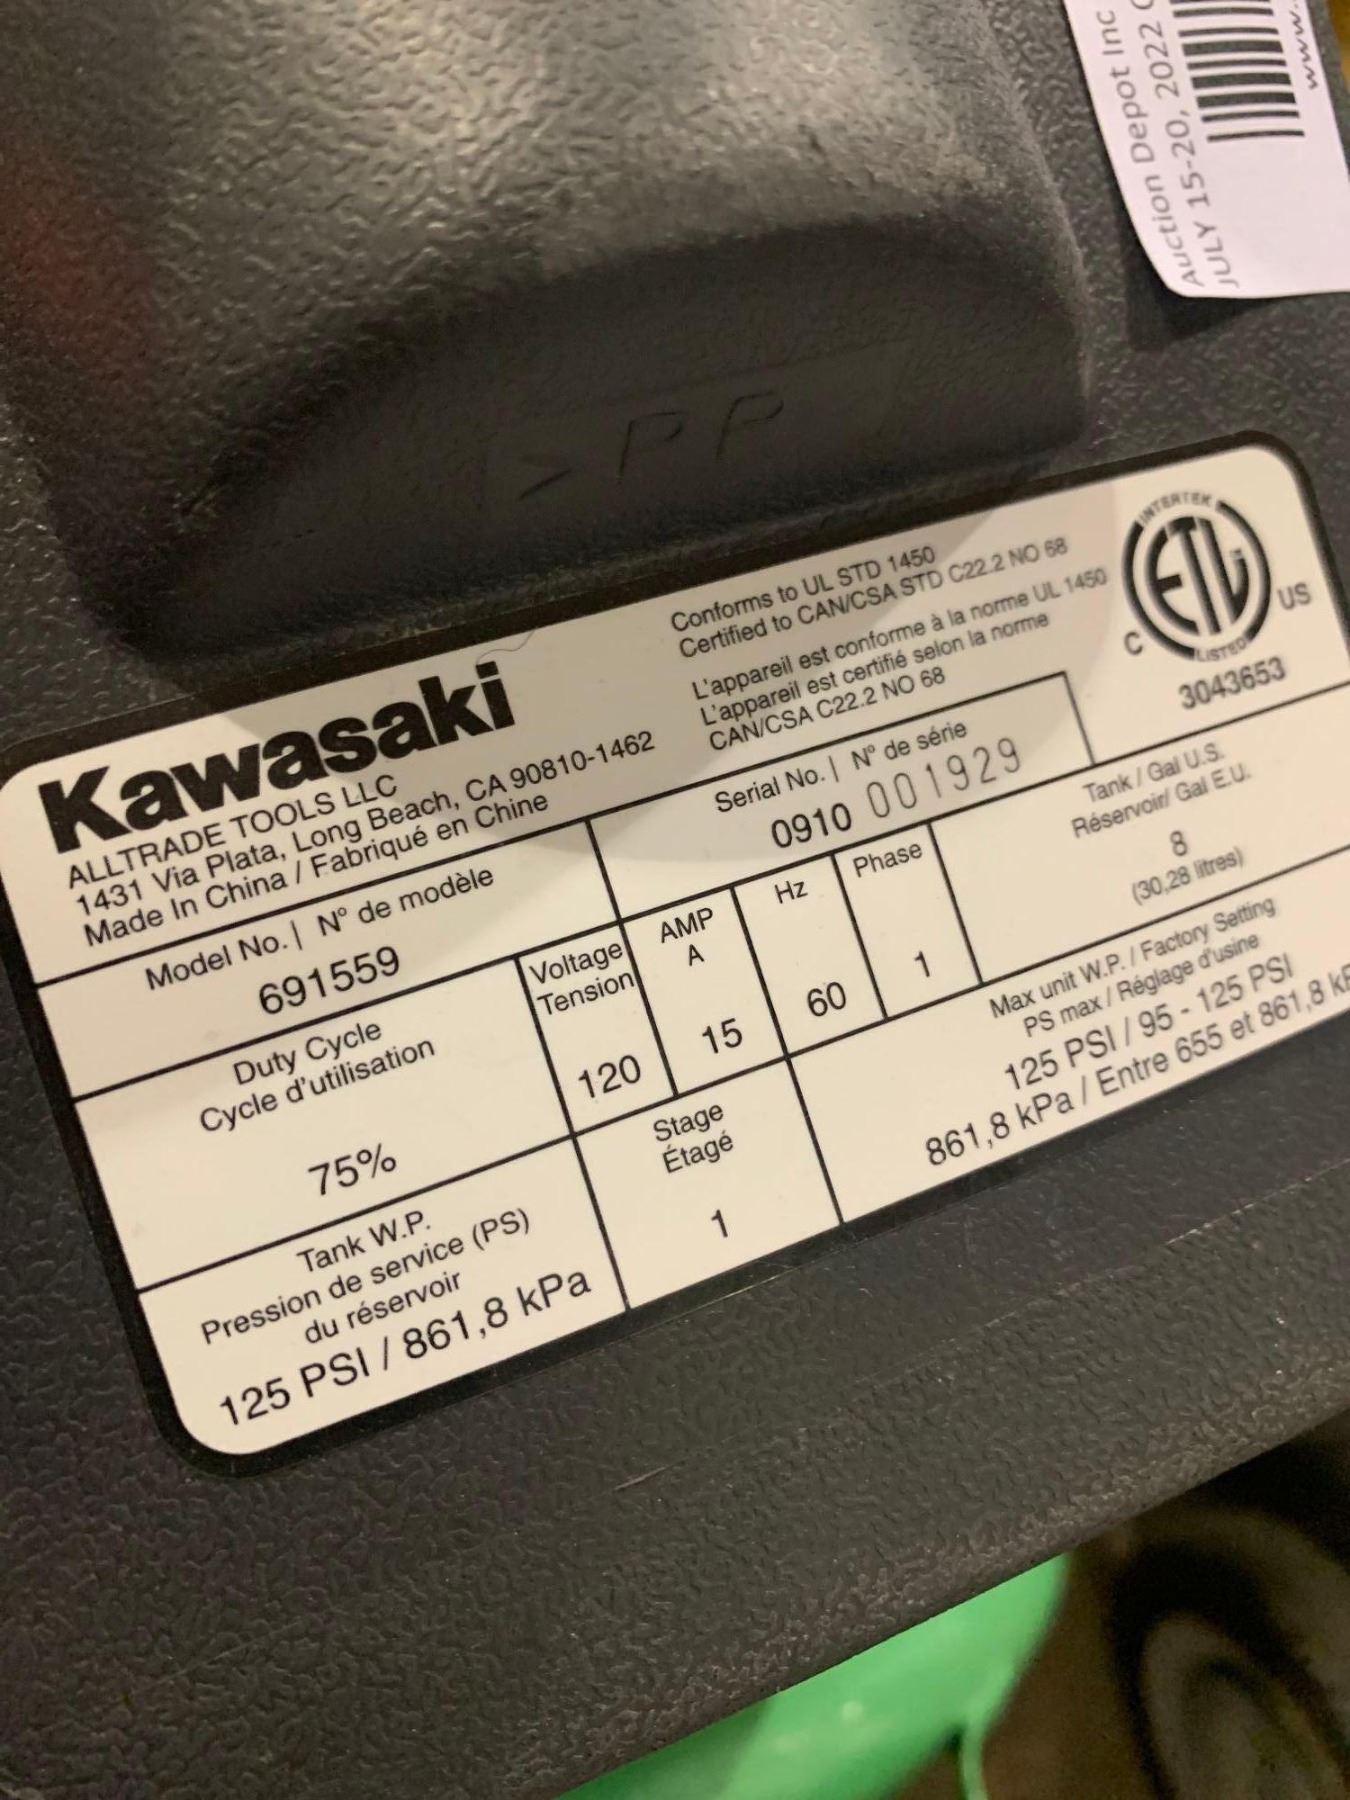 Auction Depot Inc
JULY 15-20, 2022
www.
>PP
Kawasaki
ALLTRADE TOOLS LLC
1431 Via Plata, Long Beach, CA 90810-1462
Made In China / Fabriqué en Chine
Conforms to UL STD 1450
Certified to CAN/CSA STD C22.2 NO 68
L'appareil est conforme à la norme UL 1450
L'appareil est certifié selon la norme
CAN/CSA C22.2 NO 68
INTERTEK
ETL
LISTED
C
US
3043653
Model No. | N° de modèle
691559
Serial No. | N° de série
0910 001929
Duty Cycle
Cycle d'utilisation
75%
Voltage
Tension
120
AMP
A
15
Hz
60
Phase
1
Tank / Gal U.S.
Réservoir/ Gal E.U.
8
(30,28 litres)
Tank W.P.
Pression de service (PS)
du réservoir
125 PSI / 861,8 kPa
Stage
Étagé
1
Max unit W.P. / Factory Setting
PS max / Réglage d'usine
125 PSI / 95 - 125 PSI
861,8 kPa / Entre 655 et 861,8